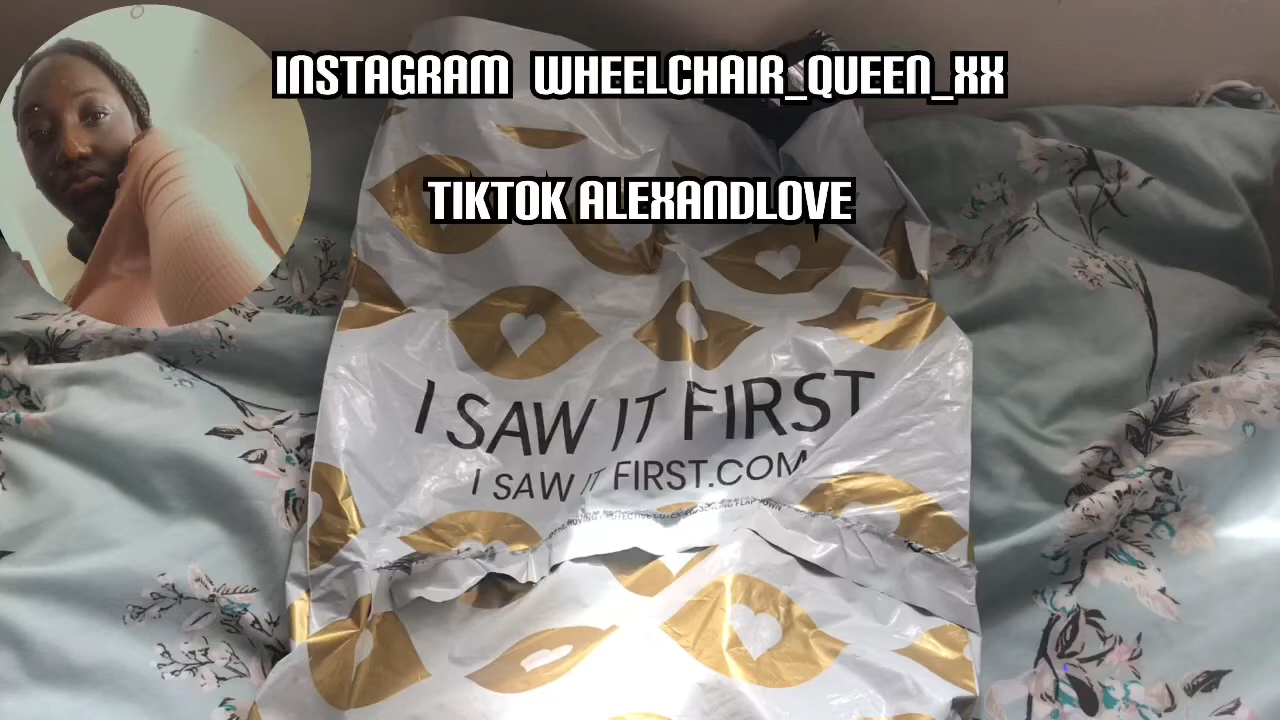 INSTAGRAM WHEELCHAIR_QUEEN_XX
TIKTOK ALEXANDLOVE
I SAW IT FIRST
I SAW IT FIRST.COM